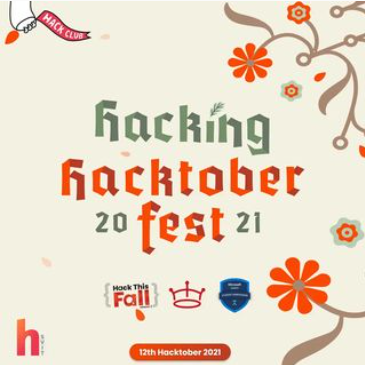 HACK CLUB
hacking
hacktober
20 fest 21
Hack This
Fall
h
12th Hacktober 2021